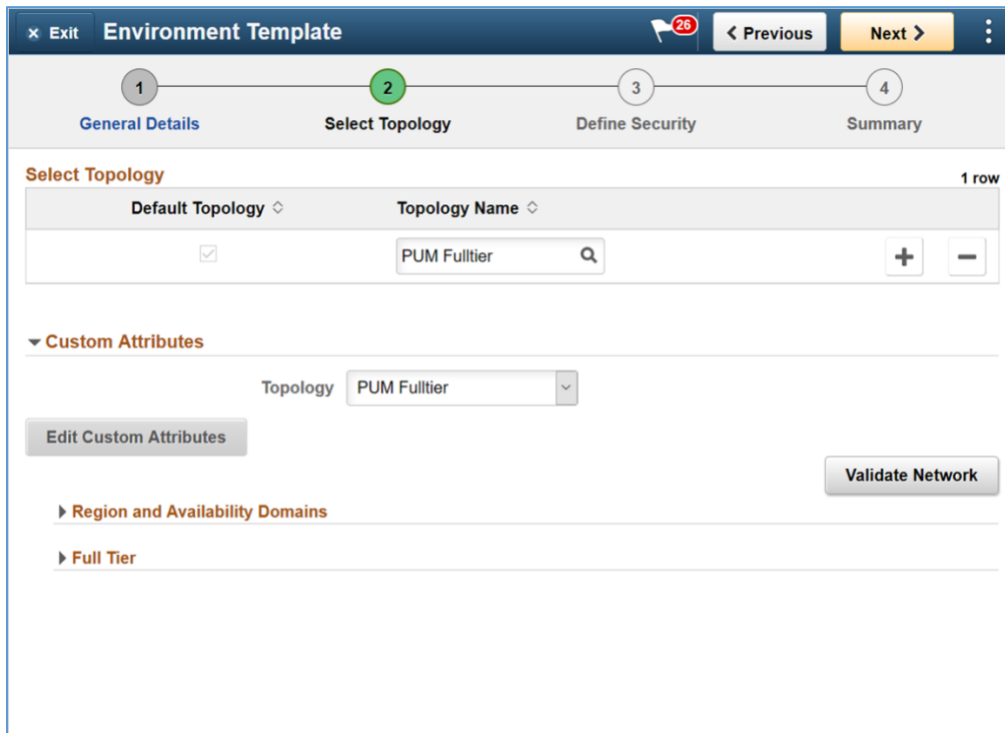 Exit
Environment Template
26
Previous
Next
1
2
3
4
General Details
Select Topology
Define Security
Summary
Select Topology
1 row
Default Topology
Topology Name
PUM Fulltier
Custom Attributes
Topology
PUM Fulltier
Edit Custom Attributes
Validate Network
Region and Availability Domains
Full Tier